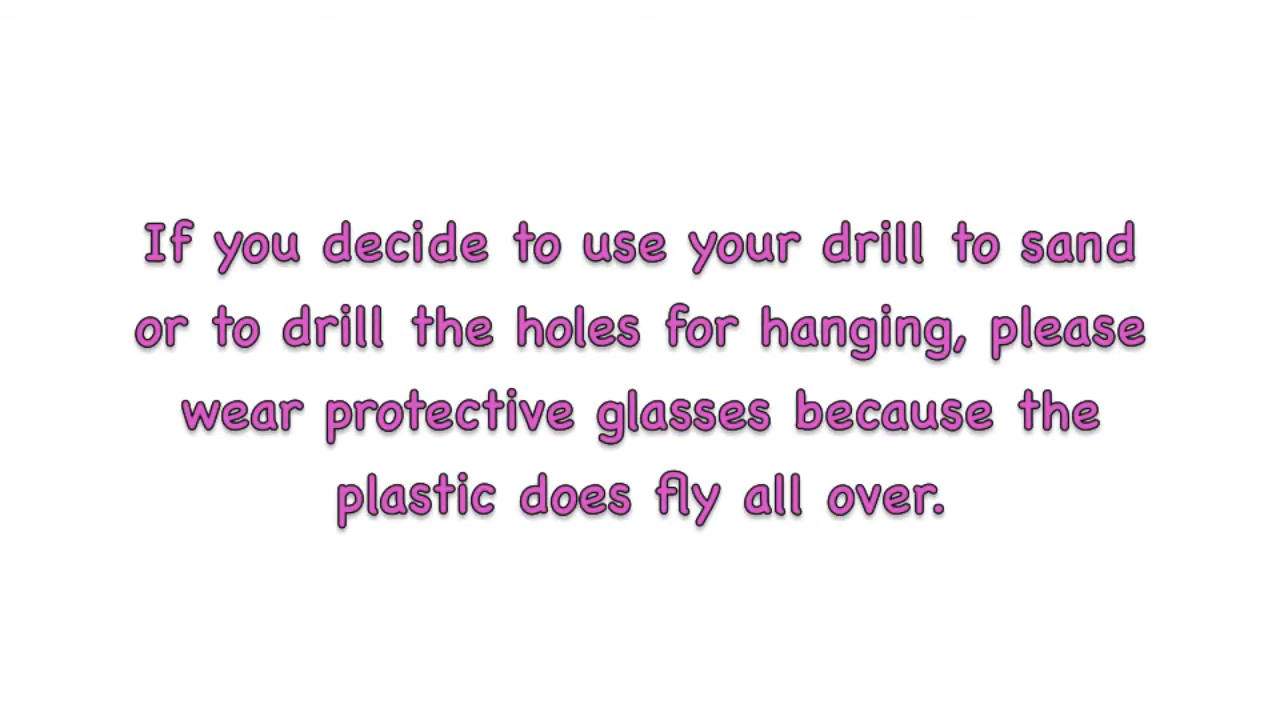 If you decide to use your drill to sand
or to drill the holes for hanging, please
wear protective glasses because the
plastic does fly all over.